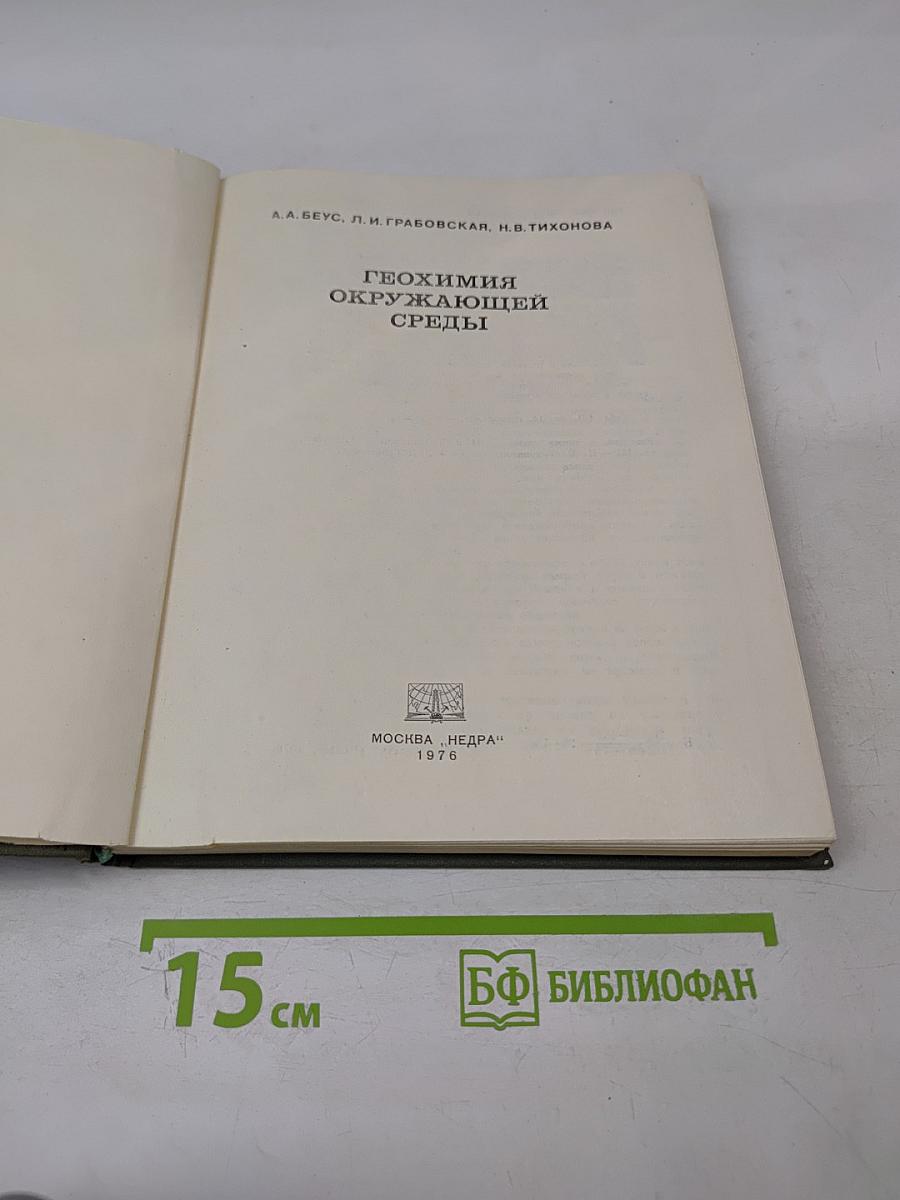 А. А. БЕУС, Л. И. ГРАБОВСКАЯ, Н. В. ТИХОНОВА
ГЕОХИМИЯ
ОКРУЖАЮЩЕЙ
СРЕДЫ
МОСКВА „НЕДРА“
1976
15 см
БФ БИБЛИОФАН